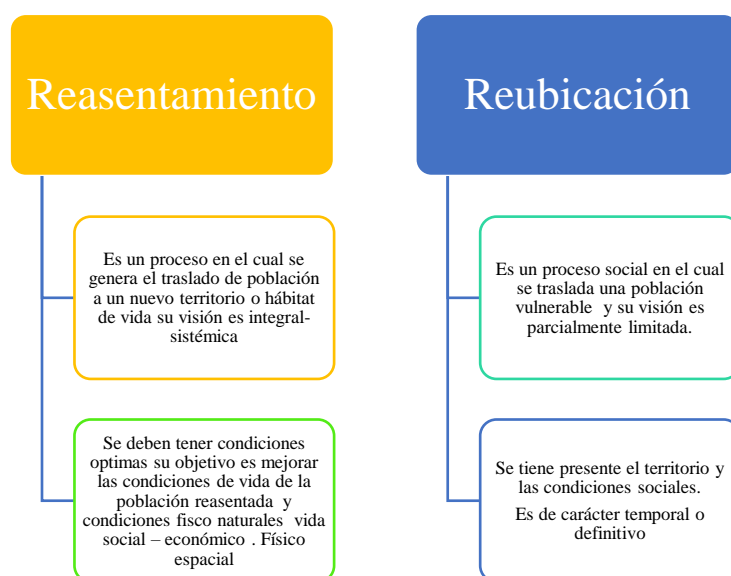 Reasentamiento
Es un proceso en el cual se
genera el traslado de población
a un nuevo territorio o hábitat
de vida su visión es integral-
sistémica
Se deben tener condiciones
optimas su objetivo es mejorar
las condiciones de vida de la
población reasentada y
condiciones fisco naturales vida
social – económico . Físico
espacial
Reubicación
Es un proceso social en el cual
se traslada una población
vulnerable y su visión es
parcialmente limitada.
Se tiene presente el territorio y
las condiciones sociales.
Es de carácter temporal o
definitivo